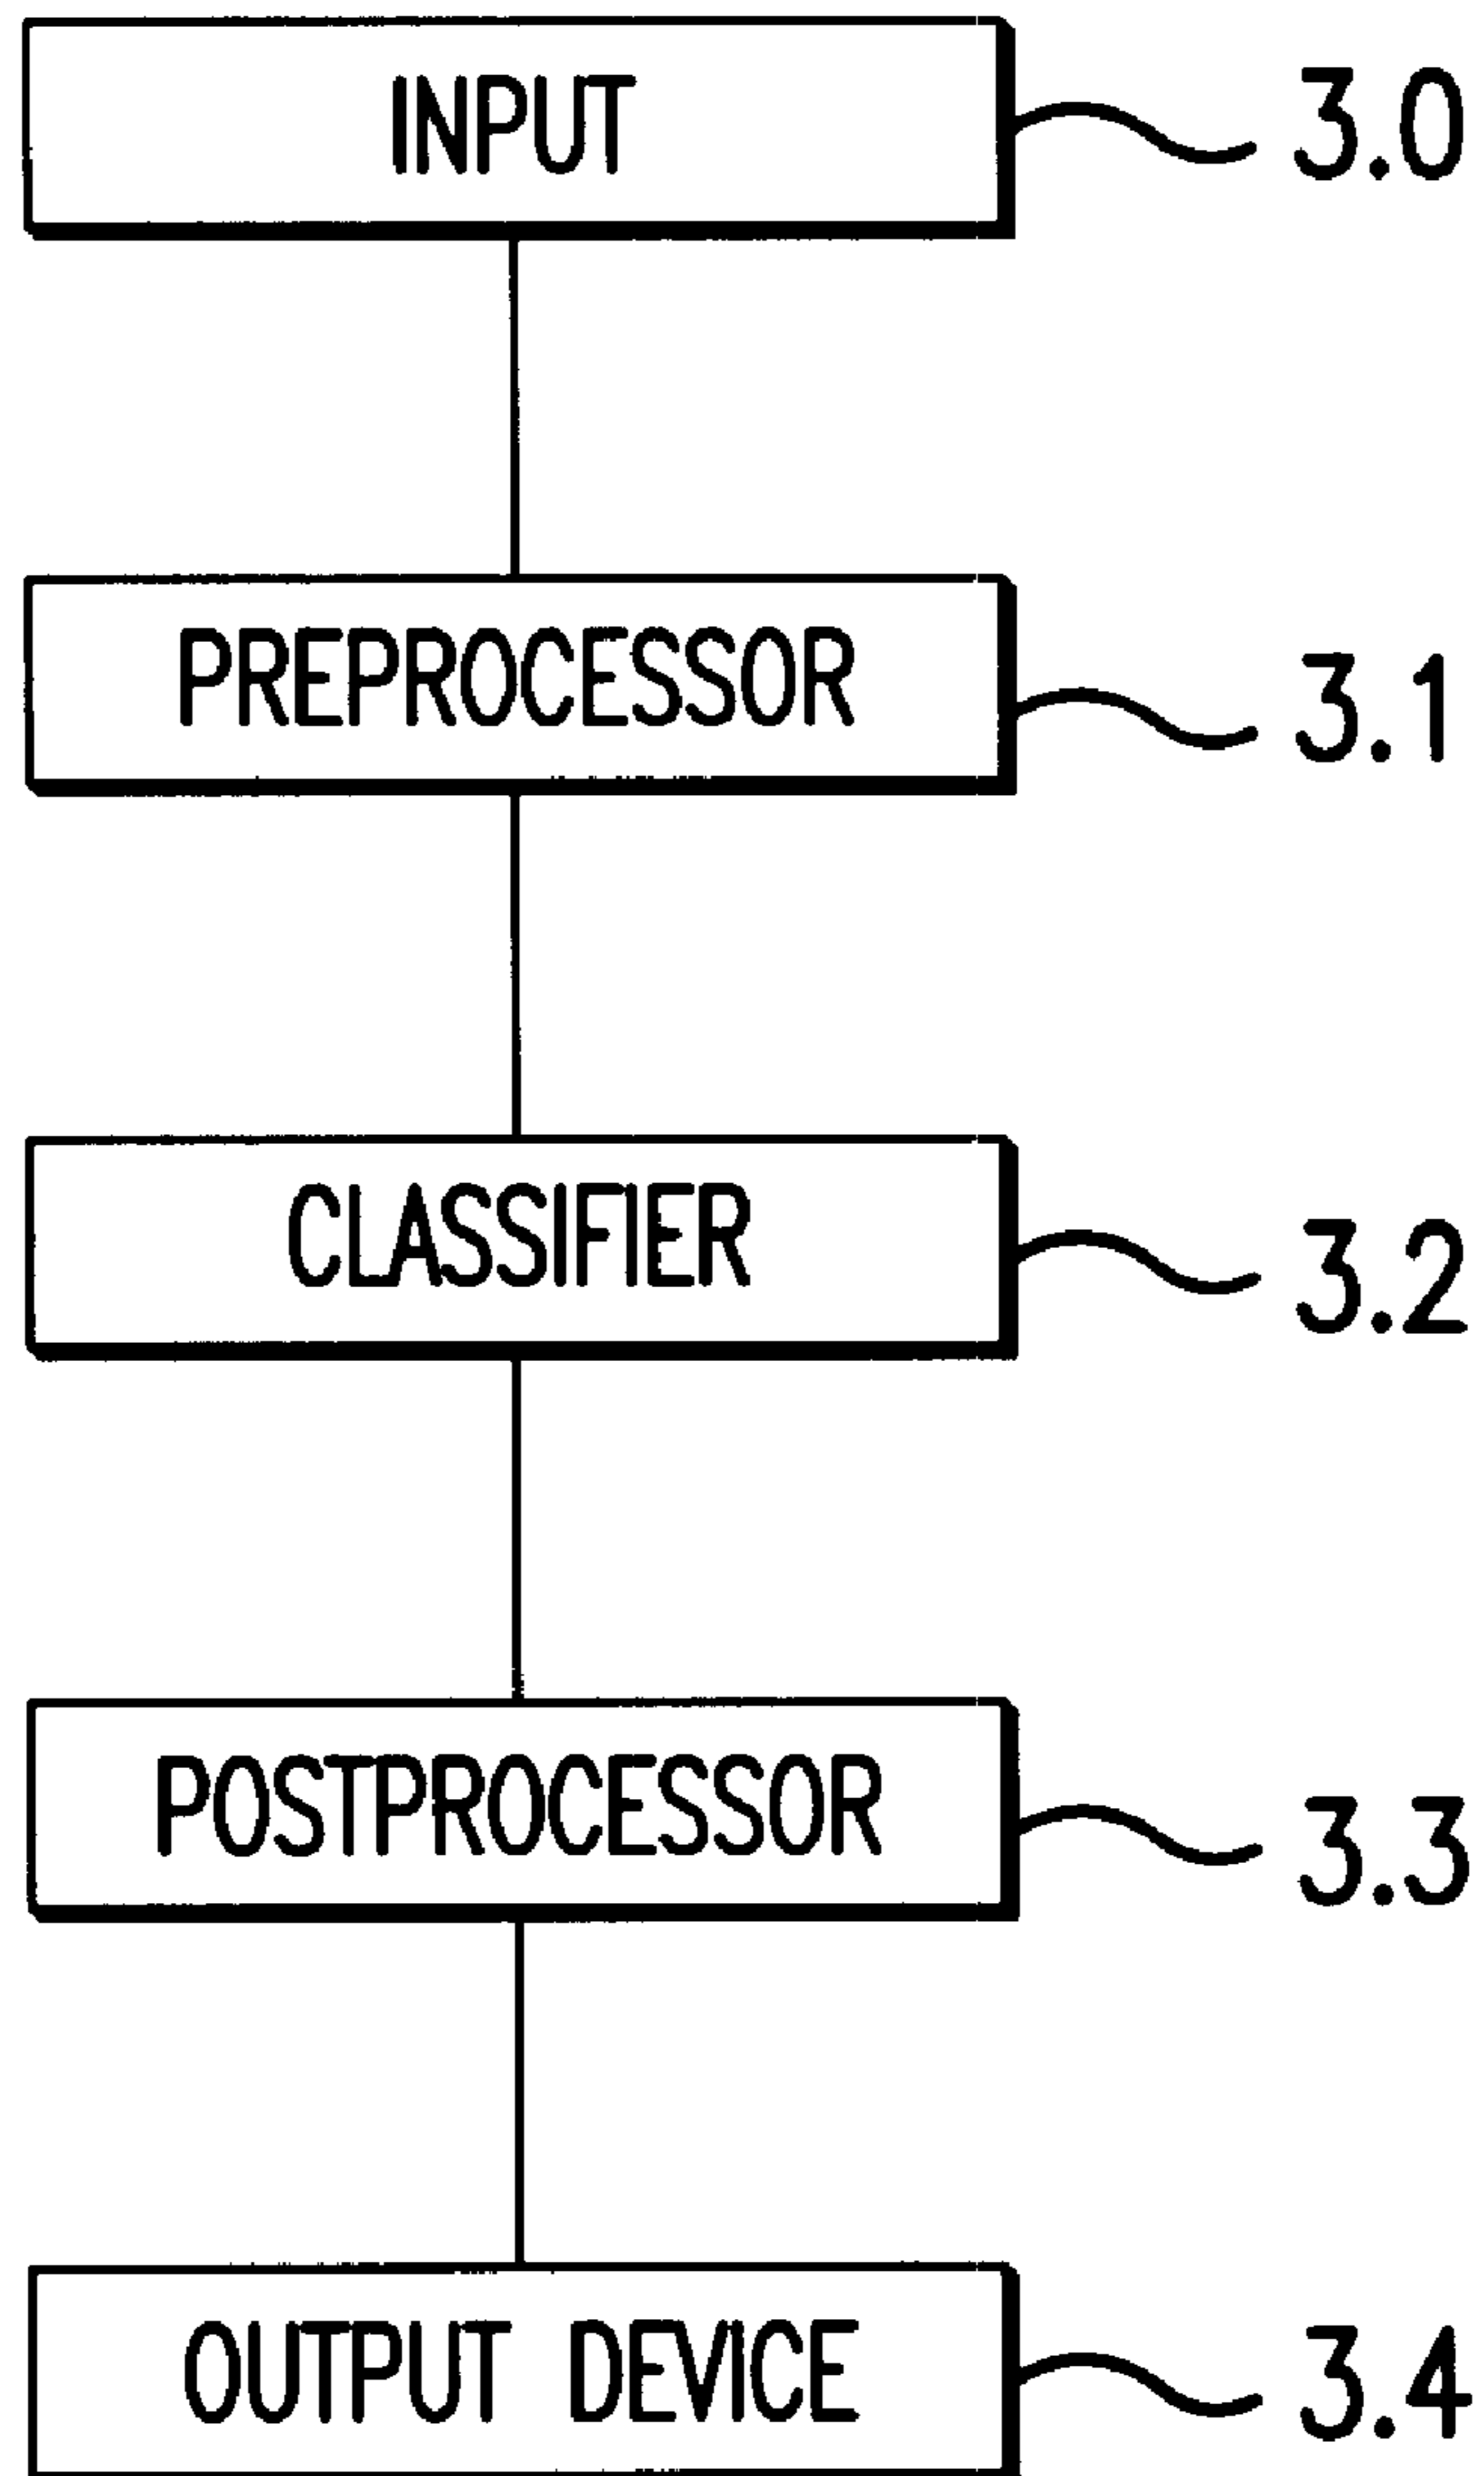 INPUT 3.0
PREPROCESSOR 3.1
CLASSIFIER 3.2
POSTPROCESSOR 3.3
OUTPUT DEVICE 3.4